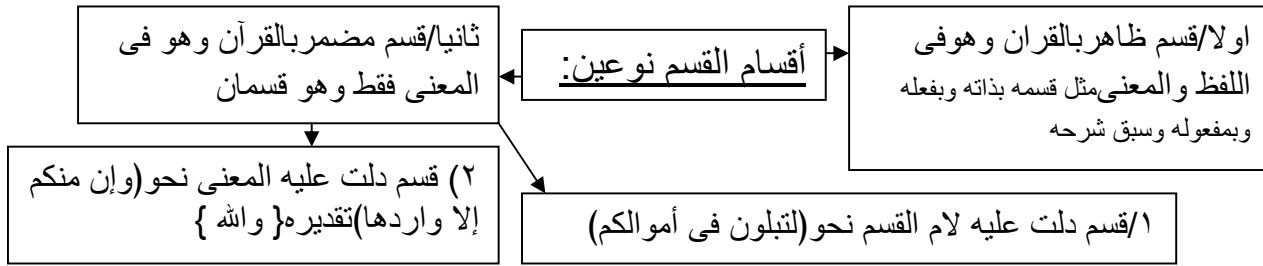 أقسام القسم نوعين:
اولا/قسم ظاهربالقران وهوفى
اللفظ والمعنىمثل قسمه بذاته وبفعله
وبمفعوله وسبق شرحه
ثانيا/قسم مضمربالقرآن وهو فى
المعنى فقط وهو قسمان
١/قسم دلت عليه لام القسم نحو(لتبلون فى أموالكم)
٢) قسم دلت عليه المعنى نحو(وإن منكم
إلا واردها)تقديره{ والله }